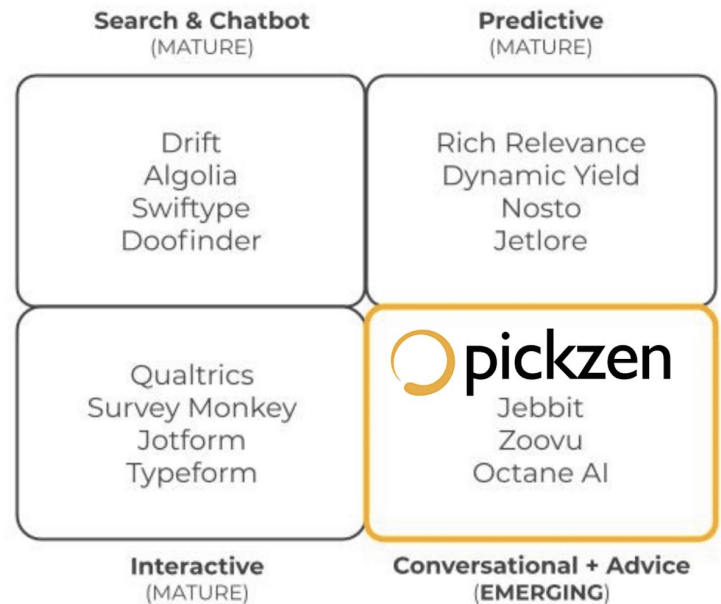 Search & Chatbot
(MATURE)
Predictive
(MATURE)
Drift
Algolia
Swiftype
Doofinder
Rich Relevance
Dynamic Yield
Nosto
Jetlore
Qualtrics
Survey Monkey
Jotform
Typeform
pickzen
Jebbit
Zoovu
Octane AI
Interactive
(MATURE)
Conversational + Advice
(EMERGING)